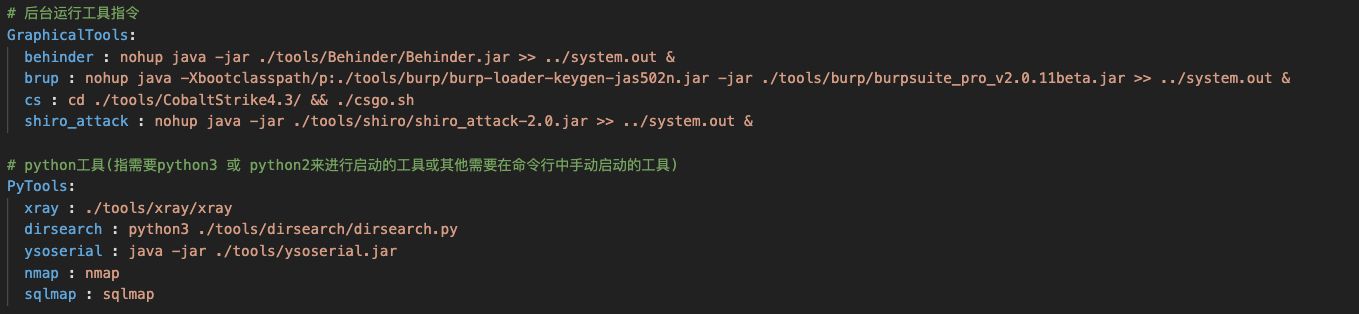 # 后台运行工具指令
GraphicalTools:
behinder : nohup java -jar ./tools/Behinder/Behinder.jar >> ../system.out &
brup : nohup java -Xbootclasspath/p:./tools/burp/burp-loader-keygen-jas502n.jar -jar ./tools/burp/burpsuite_pro_v2.0.11beta.jar >> ../system.out &
cs : cd ./tools/CobaltStrike4.3/ && ./csgo.sh
shiro_attack : nohup java -jar ./tools/shiro/shiro_attack-2.0.jar >> ../system.out &
# python工具(指需要python3 或 python2来进行启动的工具或其他需要在命令行中手动启动的工具)
PyTools:
xray : ./tools/xray/xray
dirsearch : python3 ./tools/dirsearch/dirsearch.py
ysoserial : java -jar ./tools/ysoserial.jar
nmap : nmap
sqlmap : sqlmap